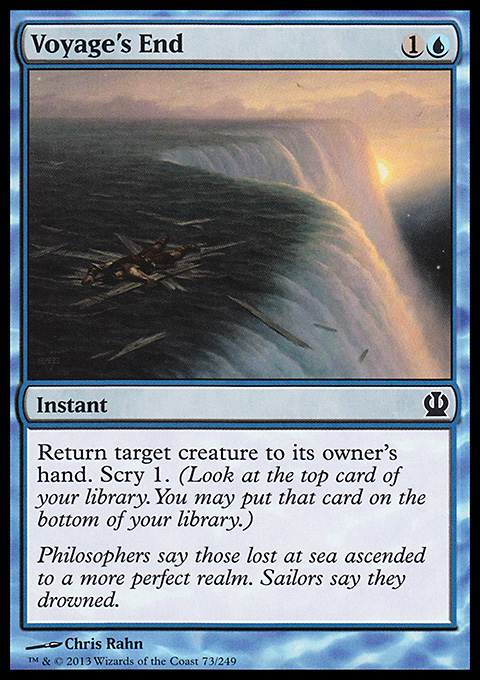 Voyage's End 1
Instant
Return target creature to its owner's
hand. Scry 1. (Look at the top card of
your library. You may put that card on the
bottom of your library.)
Philosophers say those lost at sea ascended
to a more perfect realm. Sailors say they
drowned.
Chris Rahn
™ & © 2013 Wizards of the Coast 73/249